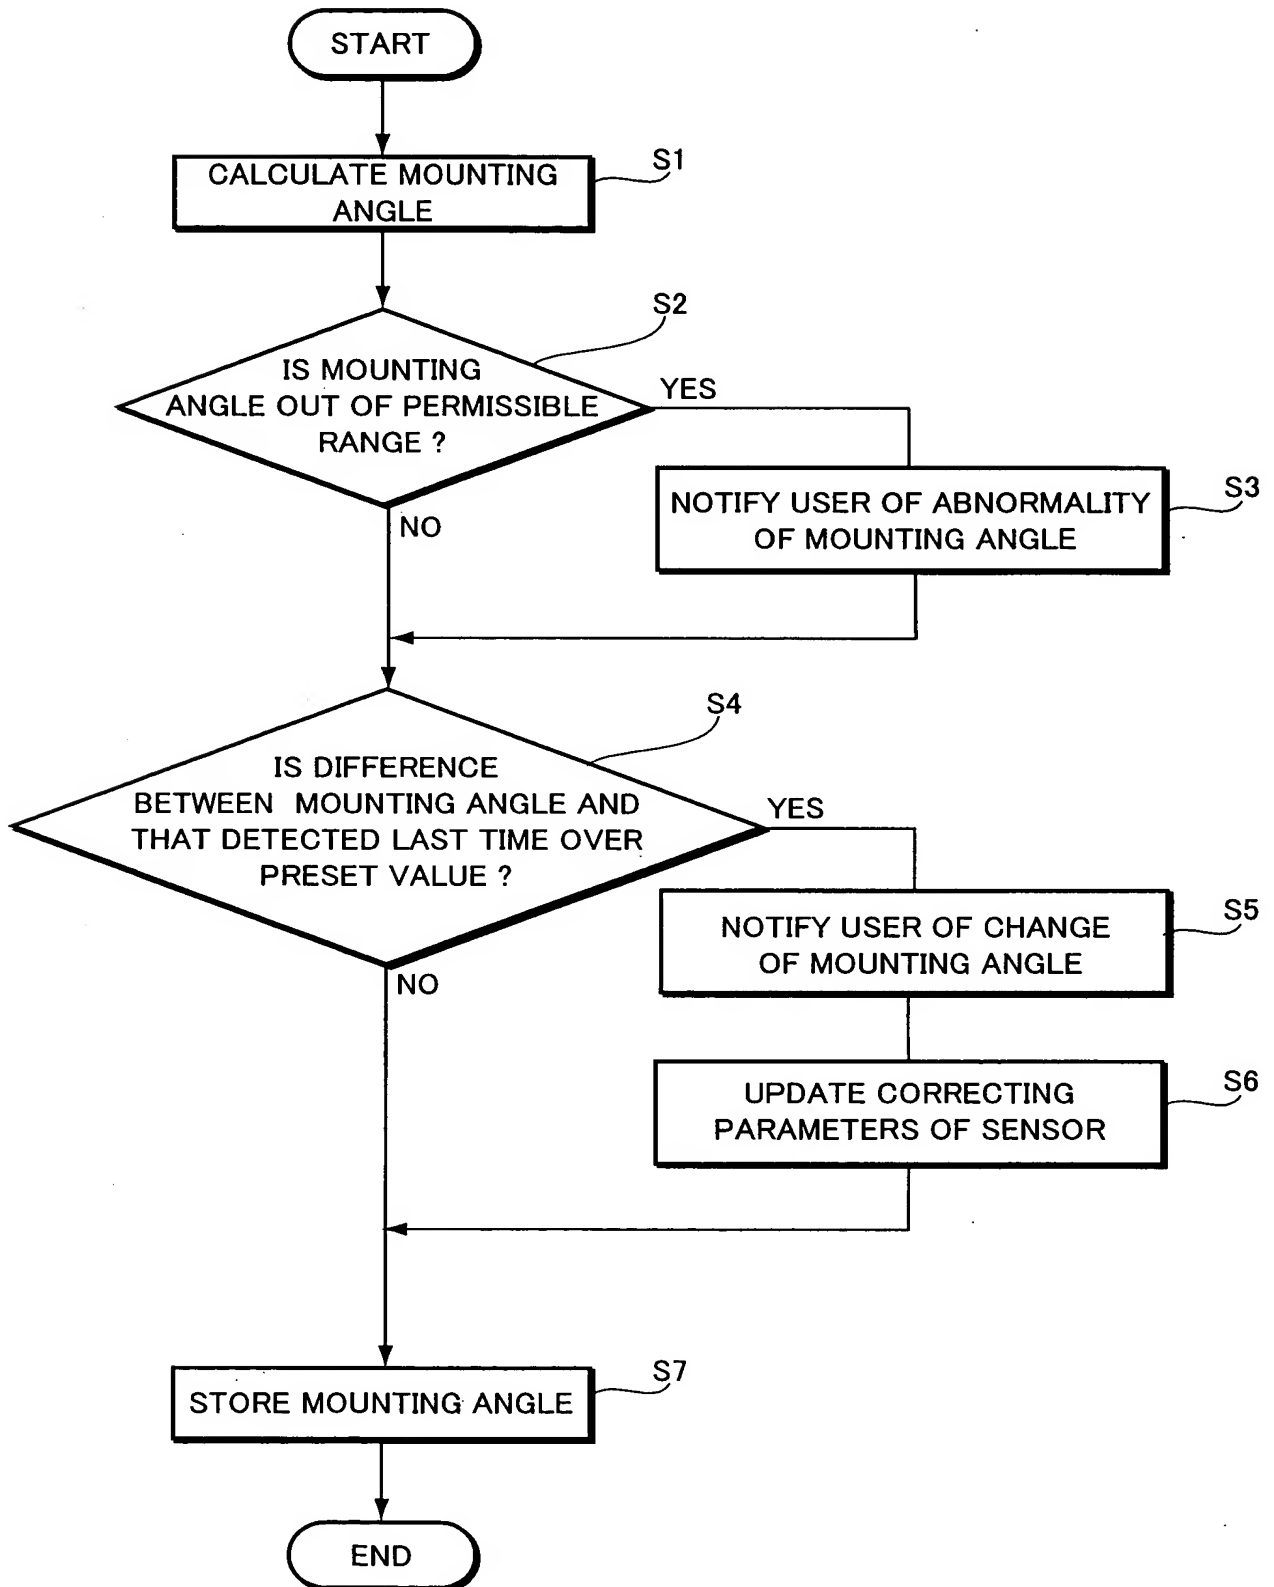 START
CALCULATE MOUNTING
ANGLE
S1
IS MOUNTING
ANGLE OUT OF PERMISSIBLE
RANGE ?
S2
YES
NO
NOTIFY USER OF ABNORMALITY
OF MOUNTING ANGLE
S3
IS DIFFERENCE
BETWEEN MOUNTING ANGLE AND
THAT DETECTED LAST TIME OVER
PRESET VALUE ?
S4
YES
NO
NOTIFY USER OF CHANGE
OF MOUNTING ANGLE
S5
UPDATE CORRECTING
PARAMETERS OF SENSOR
S6
STORE MOUNTING ANGLE
S7
END